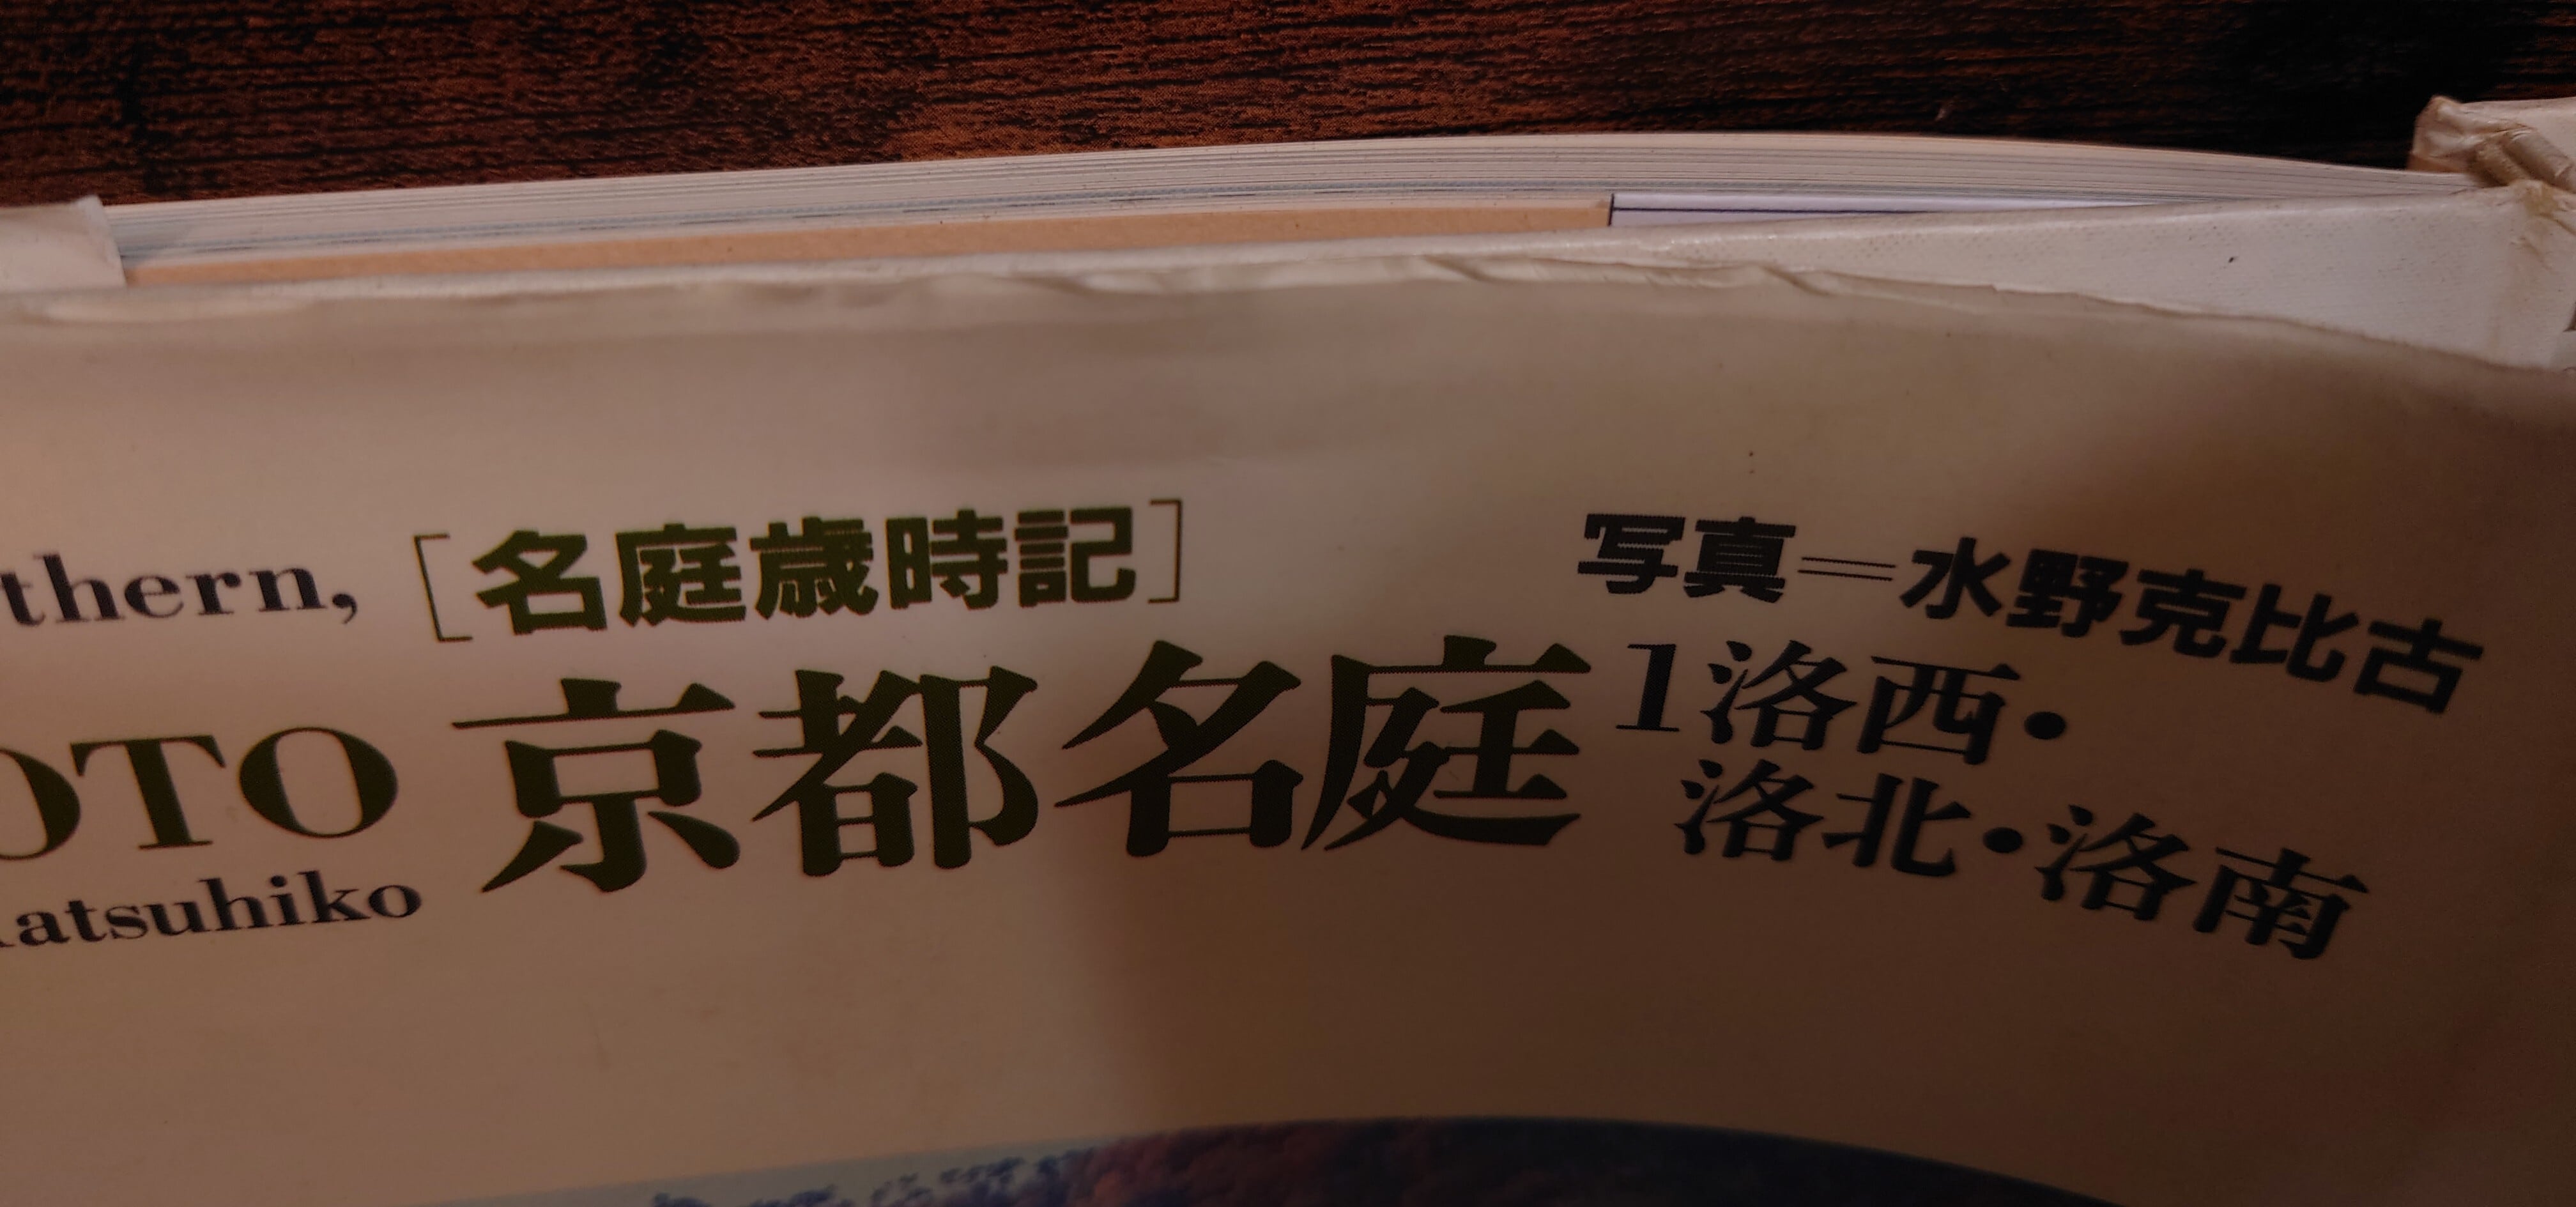 thern,
OTO
atsuhiko
[名庭歳時記]
京都名庭
写真=水野克比古
1洛西・
洛北・洛南